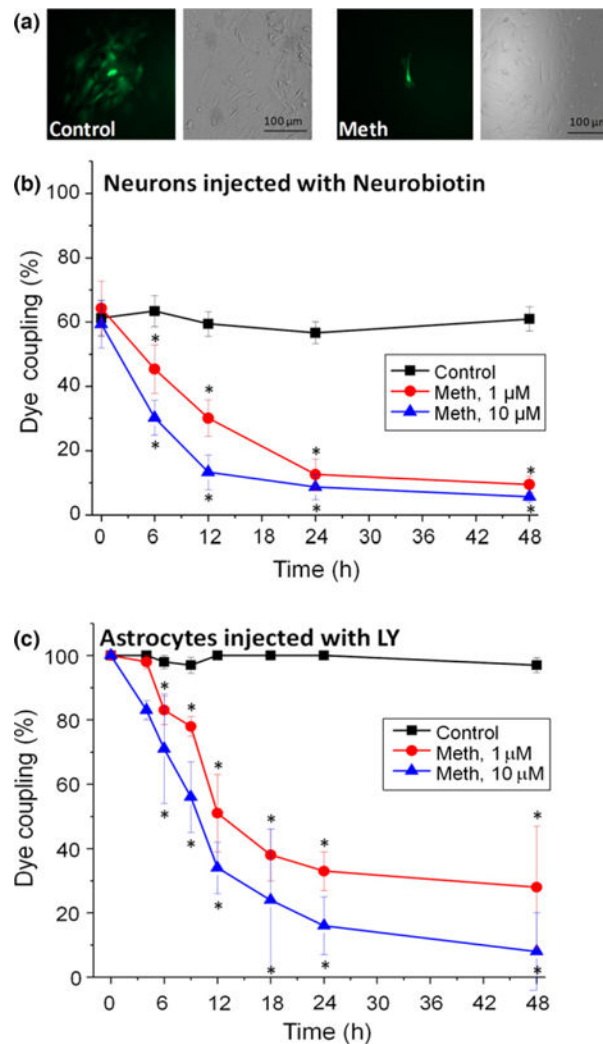 (a)
Control
100 µm
Meth
100 µm
(b)
Neurons injected with Neurobiotin
Dye coupling (%)
100
80
60
40
20
0
* * * *
* * * *
Control
Meth, 1 µM
Meth, 10 µM
0 6 12 18 24 30 36 42 48
Time (h)
(c)
Astrocytes injected with LY
Dye coupling (%)
100
80
60
40
20
0
* * * * * *
* * * * * *
Control
Meth, 1 µM
Meth, 10 µM
0 6 12 18 24 30 36 42 48
Time (h)